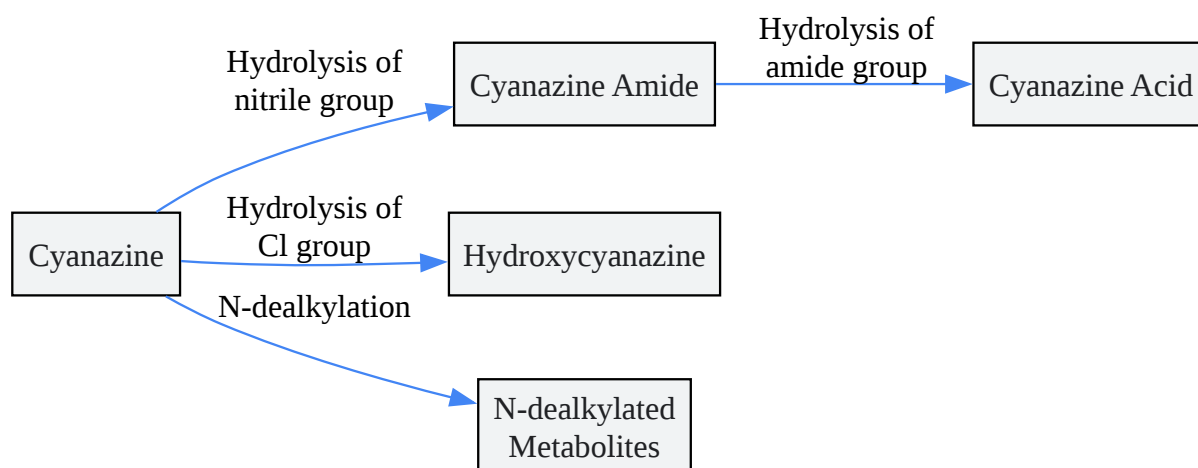 Hydrolysis of
amide group
Hydrolysis of
nitrile group
Cyanazine Amide
Cyanazine Acid
Hydrolysis of
Cl group
Cyanazine
Hydroxycyanazine
N-dealkylation
N-dealkylated
Metabolites